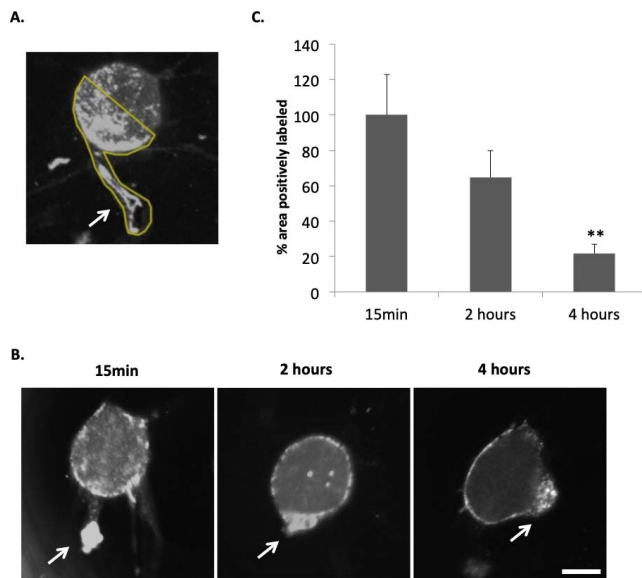 A.
C.
% area positively labeled
140
120
100
80
60
40
20
0
**
15min
2 hours
4 hours
B.
15min
2 hours
4 hours